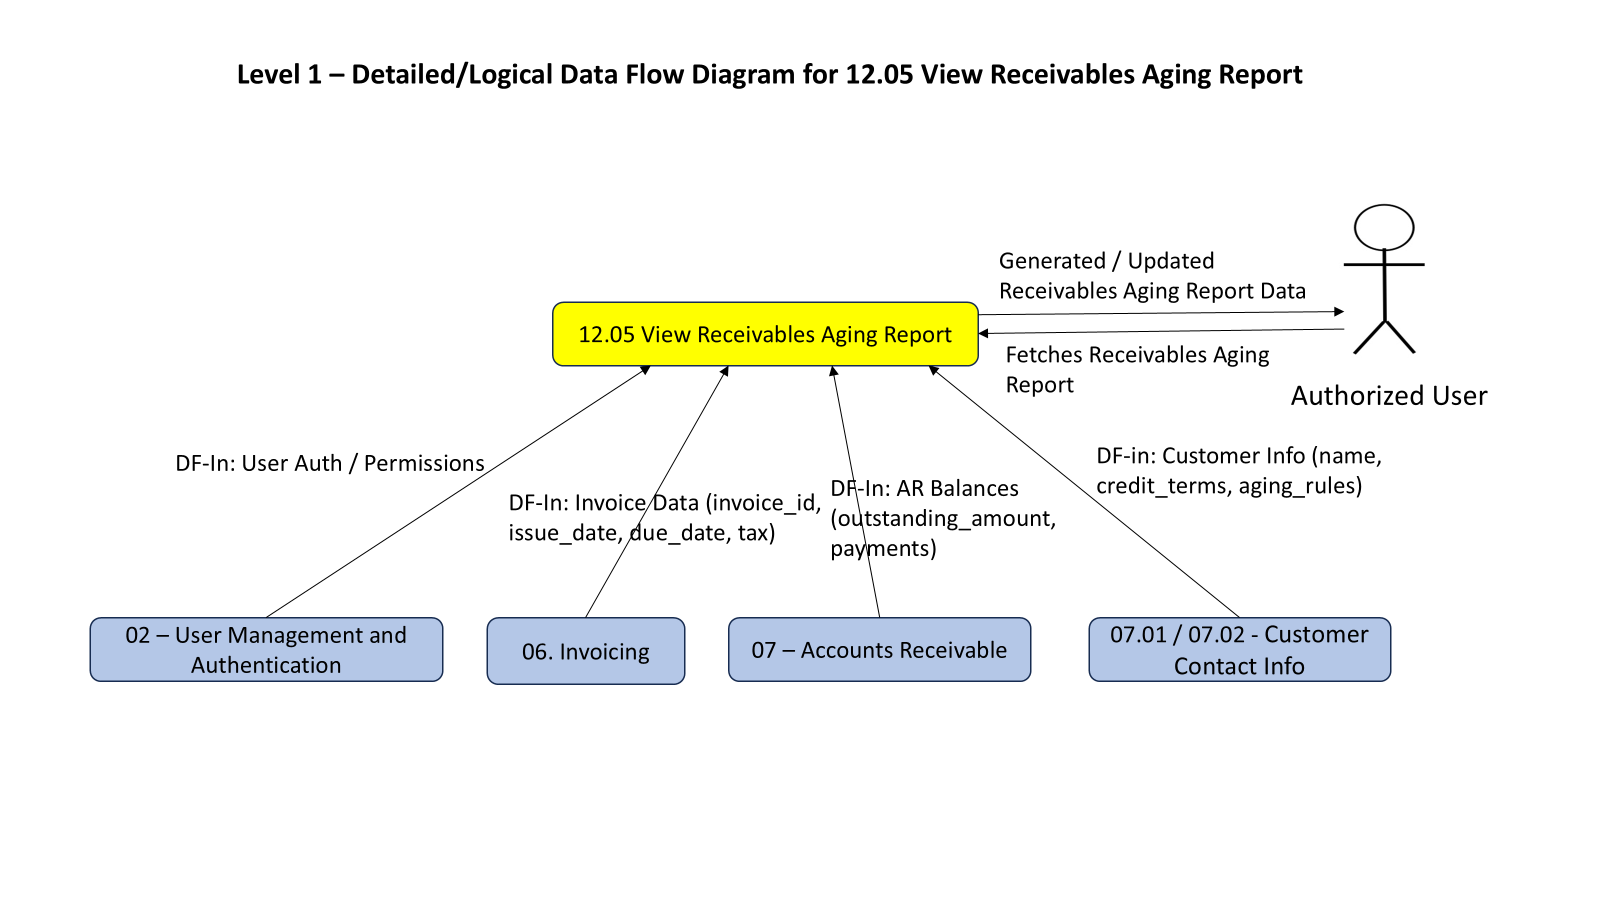 Level 1 – Detailed/Logical Data Flow Diagram for 12.05 View Receivables Aging Report
Generated / Updated
Receivables Aging Report Data
12.05 View Receivables Aging Report
Fetches Receivables Aging
Report
Authorized User
DF-In: User Auth / Permissions
DF-In: Invoice Data (invoice_id,
issue_date, due_date, tax)
DF-In: AR Balances
(outstanding_amount,
payments)
DF-in: Customer Info (name,
credit_terms, aging_rules)
02 – User Management and
Authentication
06. Invoicing
07 – Accounts Receivable
07.01 / 07.02 - Customer
Contact Info